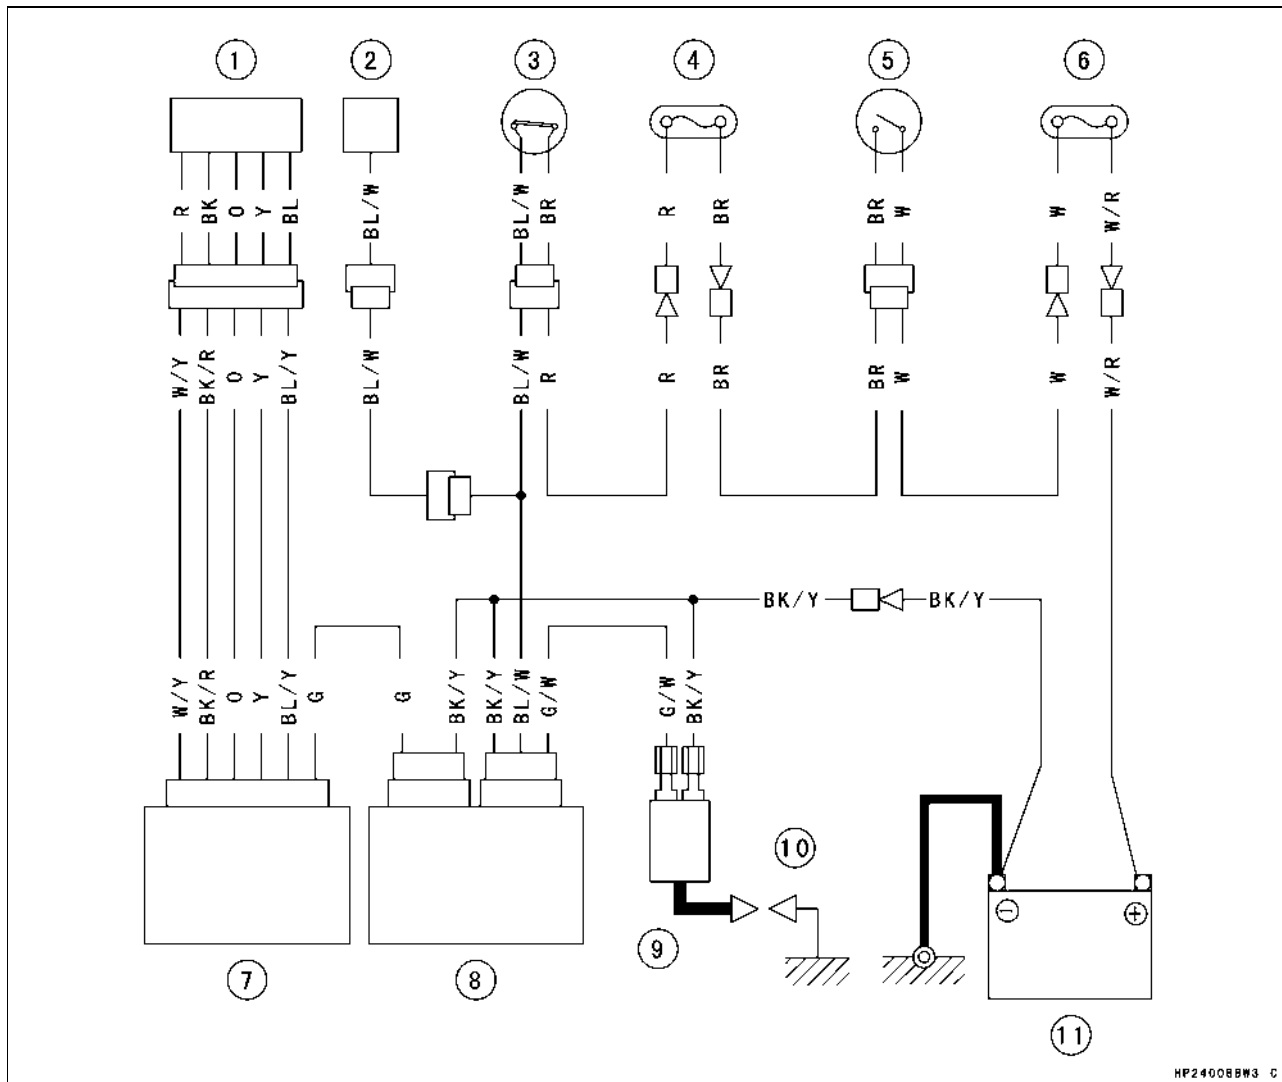 1 2 3 4 5 6
R BK O Y BL BL/W BL/W BR R BR BR W W W/R
W/Y BK/R O Y BL/Y BL/W BL/W R R BR BR W W W/R
BK/Y BK/Y
W/Y BK/R O Y BL/Y G G BK/Y BK/Y BL/W G/W G/W BK/Y
10
9
7 8
− +
11
HP24008BW3 C